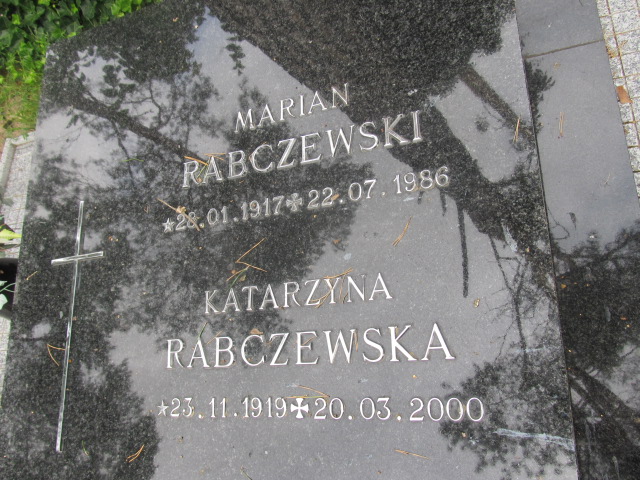 MARIAN
RABCZEWSKI
*28.01.1917✠22.07.1986
KATARZYNA
RABCZEWSKA
*23.11.1919✠20.03.2000